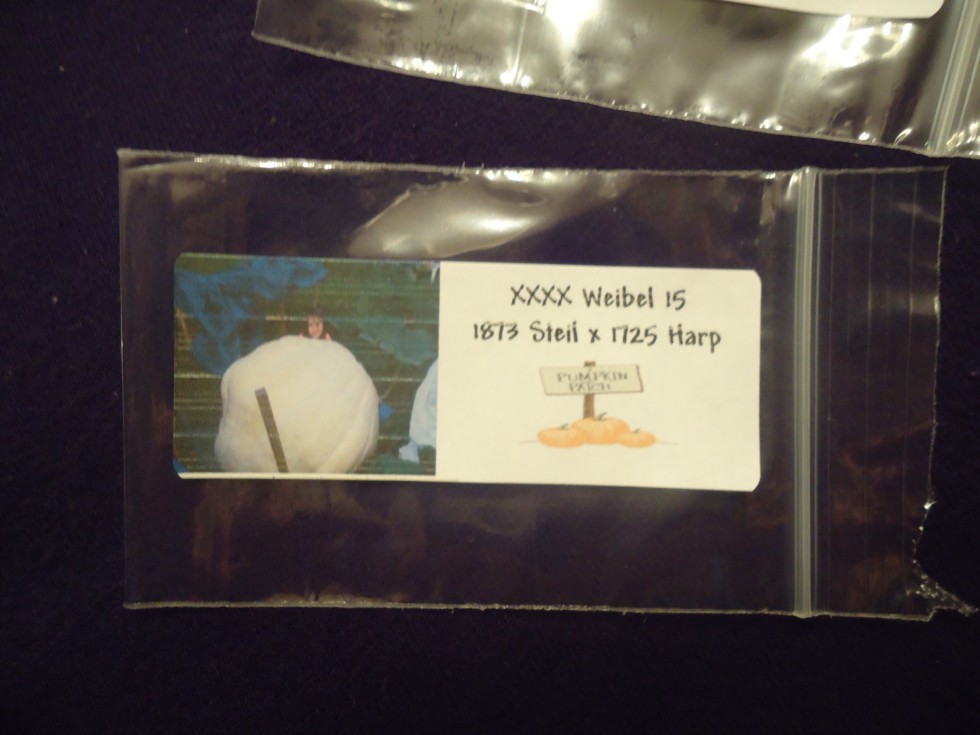 XXXX Weibel 15
1873 Steil x 1725 Harp
PUMPKIN
PATCH